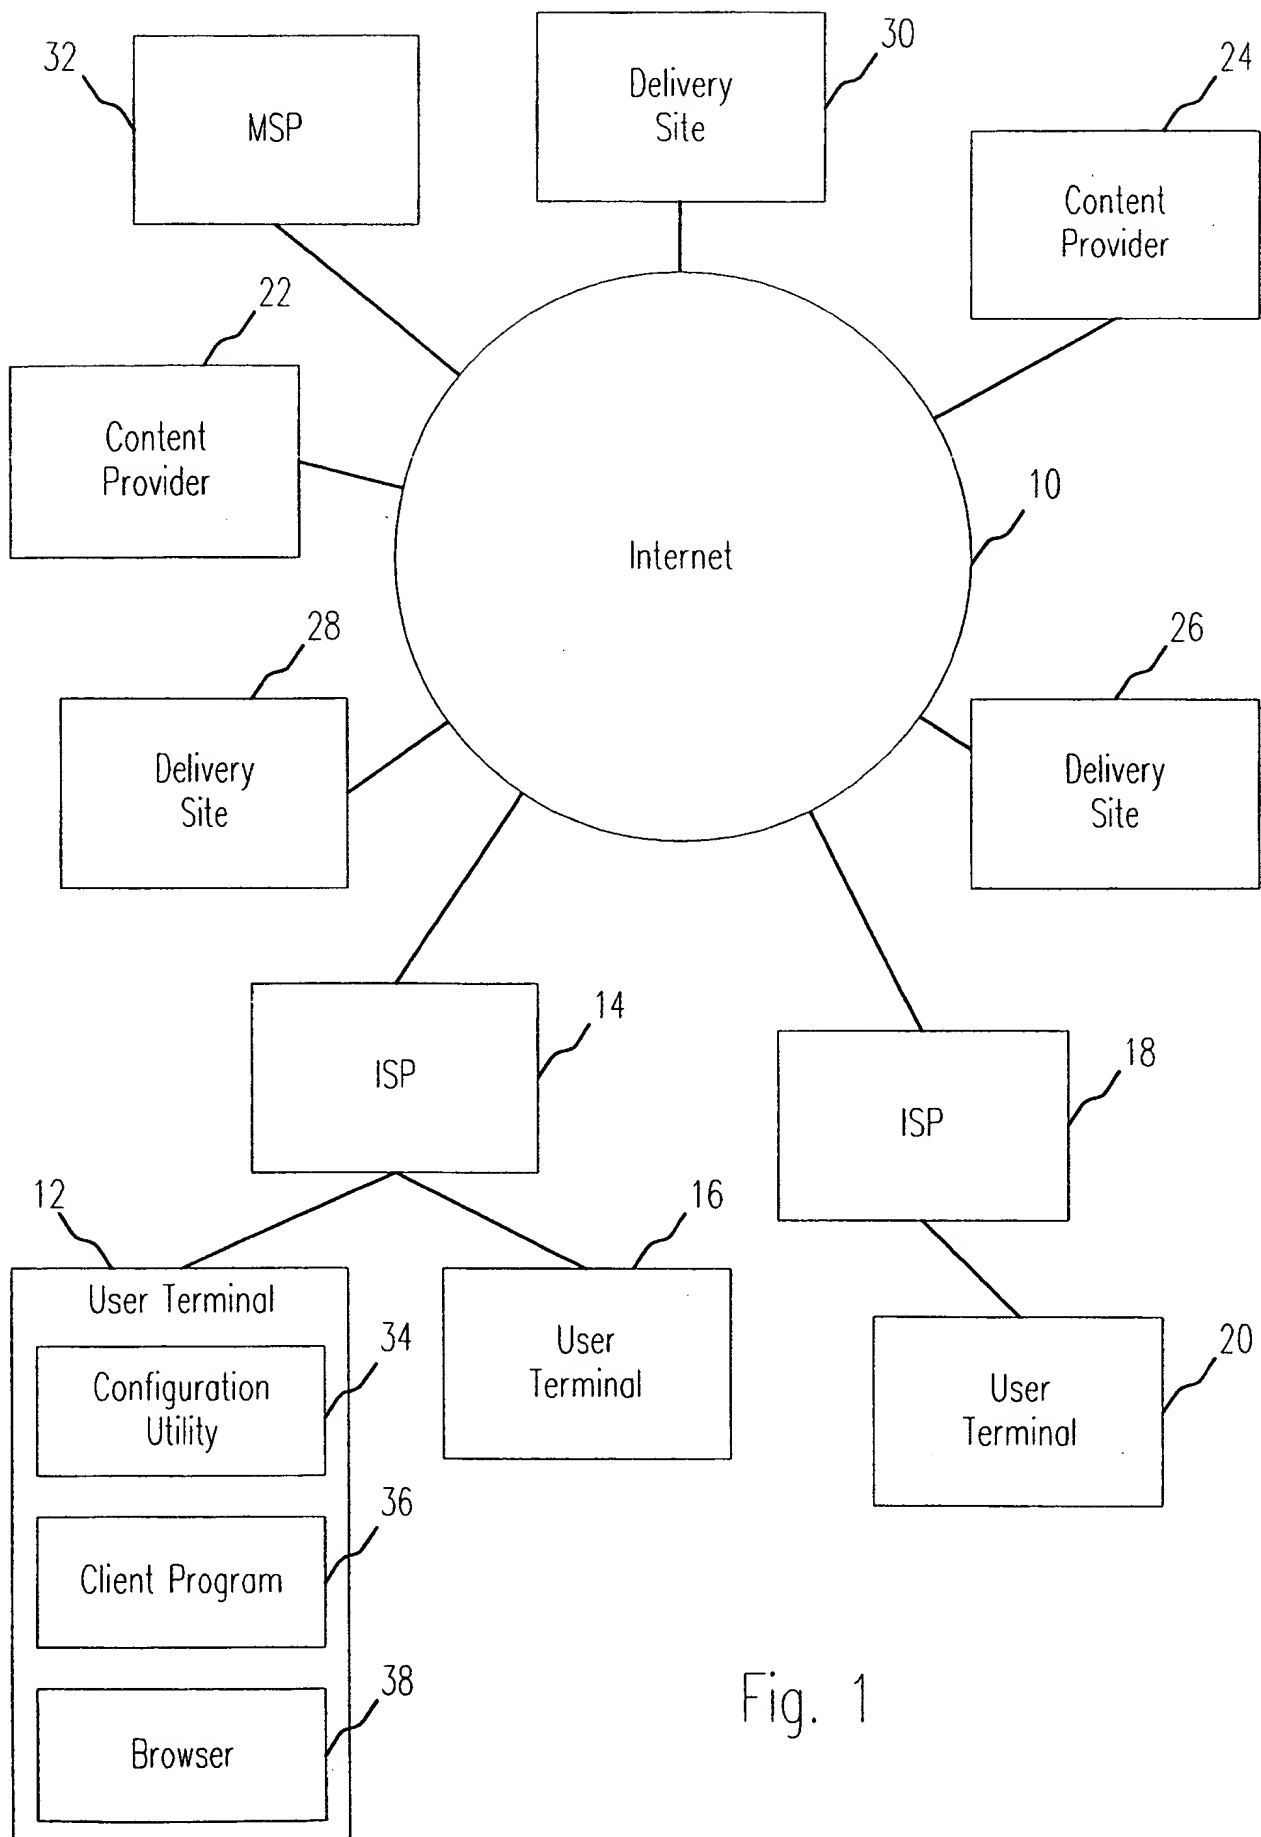 30
Delivery
Site
32
MSP
24
Content
Provider
22
Content
Provider
10
Internet
28
Delivery
Site
26
Delivery
Site
14
ISP
18
ISP
12
User Terminal
34
Configuration
Utility
36
Client Program
38
Browser
16
User
Terminal
20
User
Terminal
Fig. 1